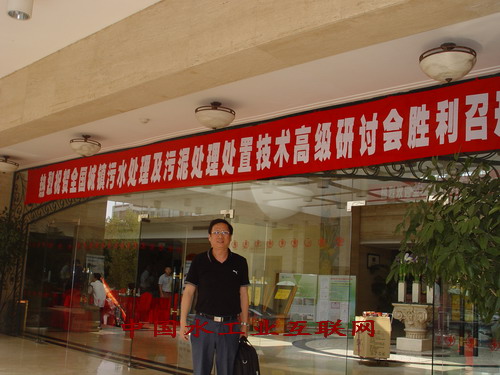 热烈祝贺全国城镇污水处理及污泥处理处置技术高级研讨会胜利召
中国水工业互联网